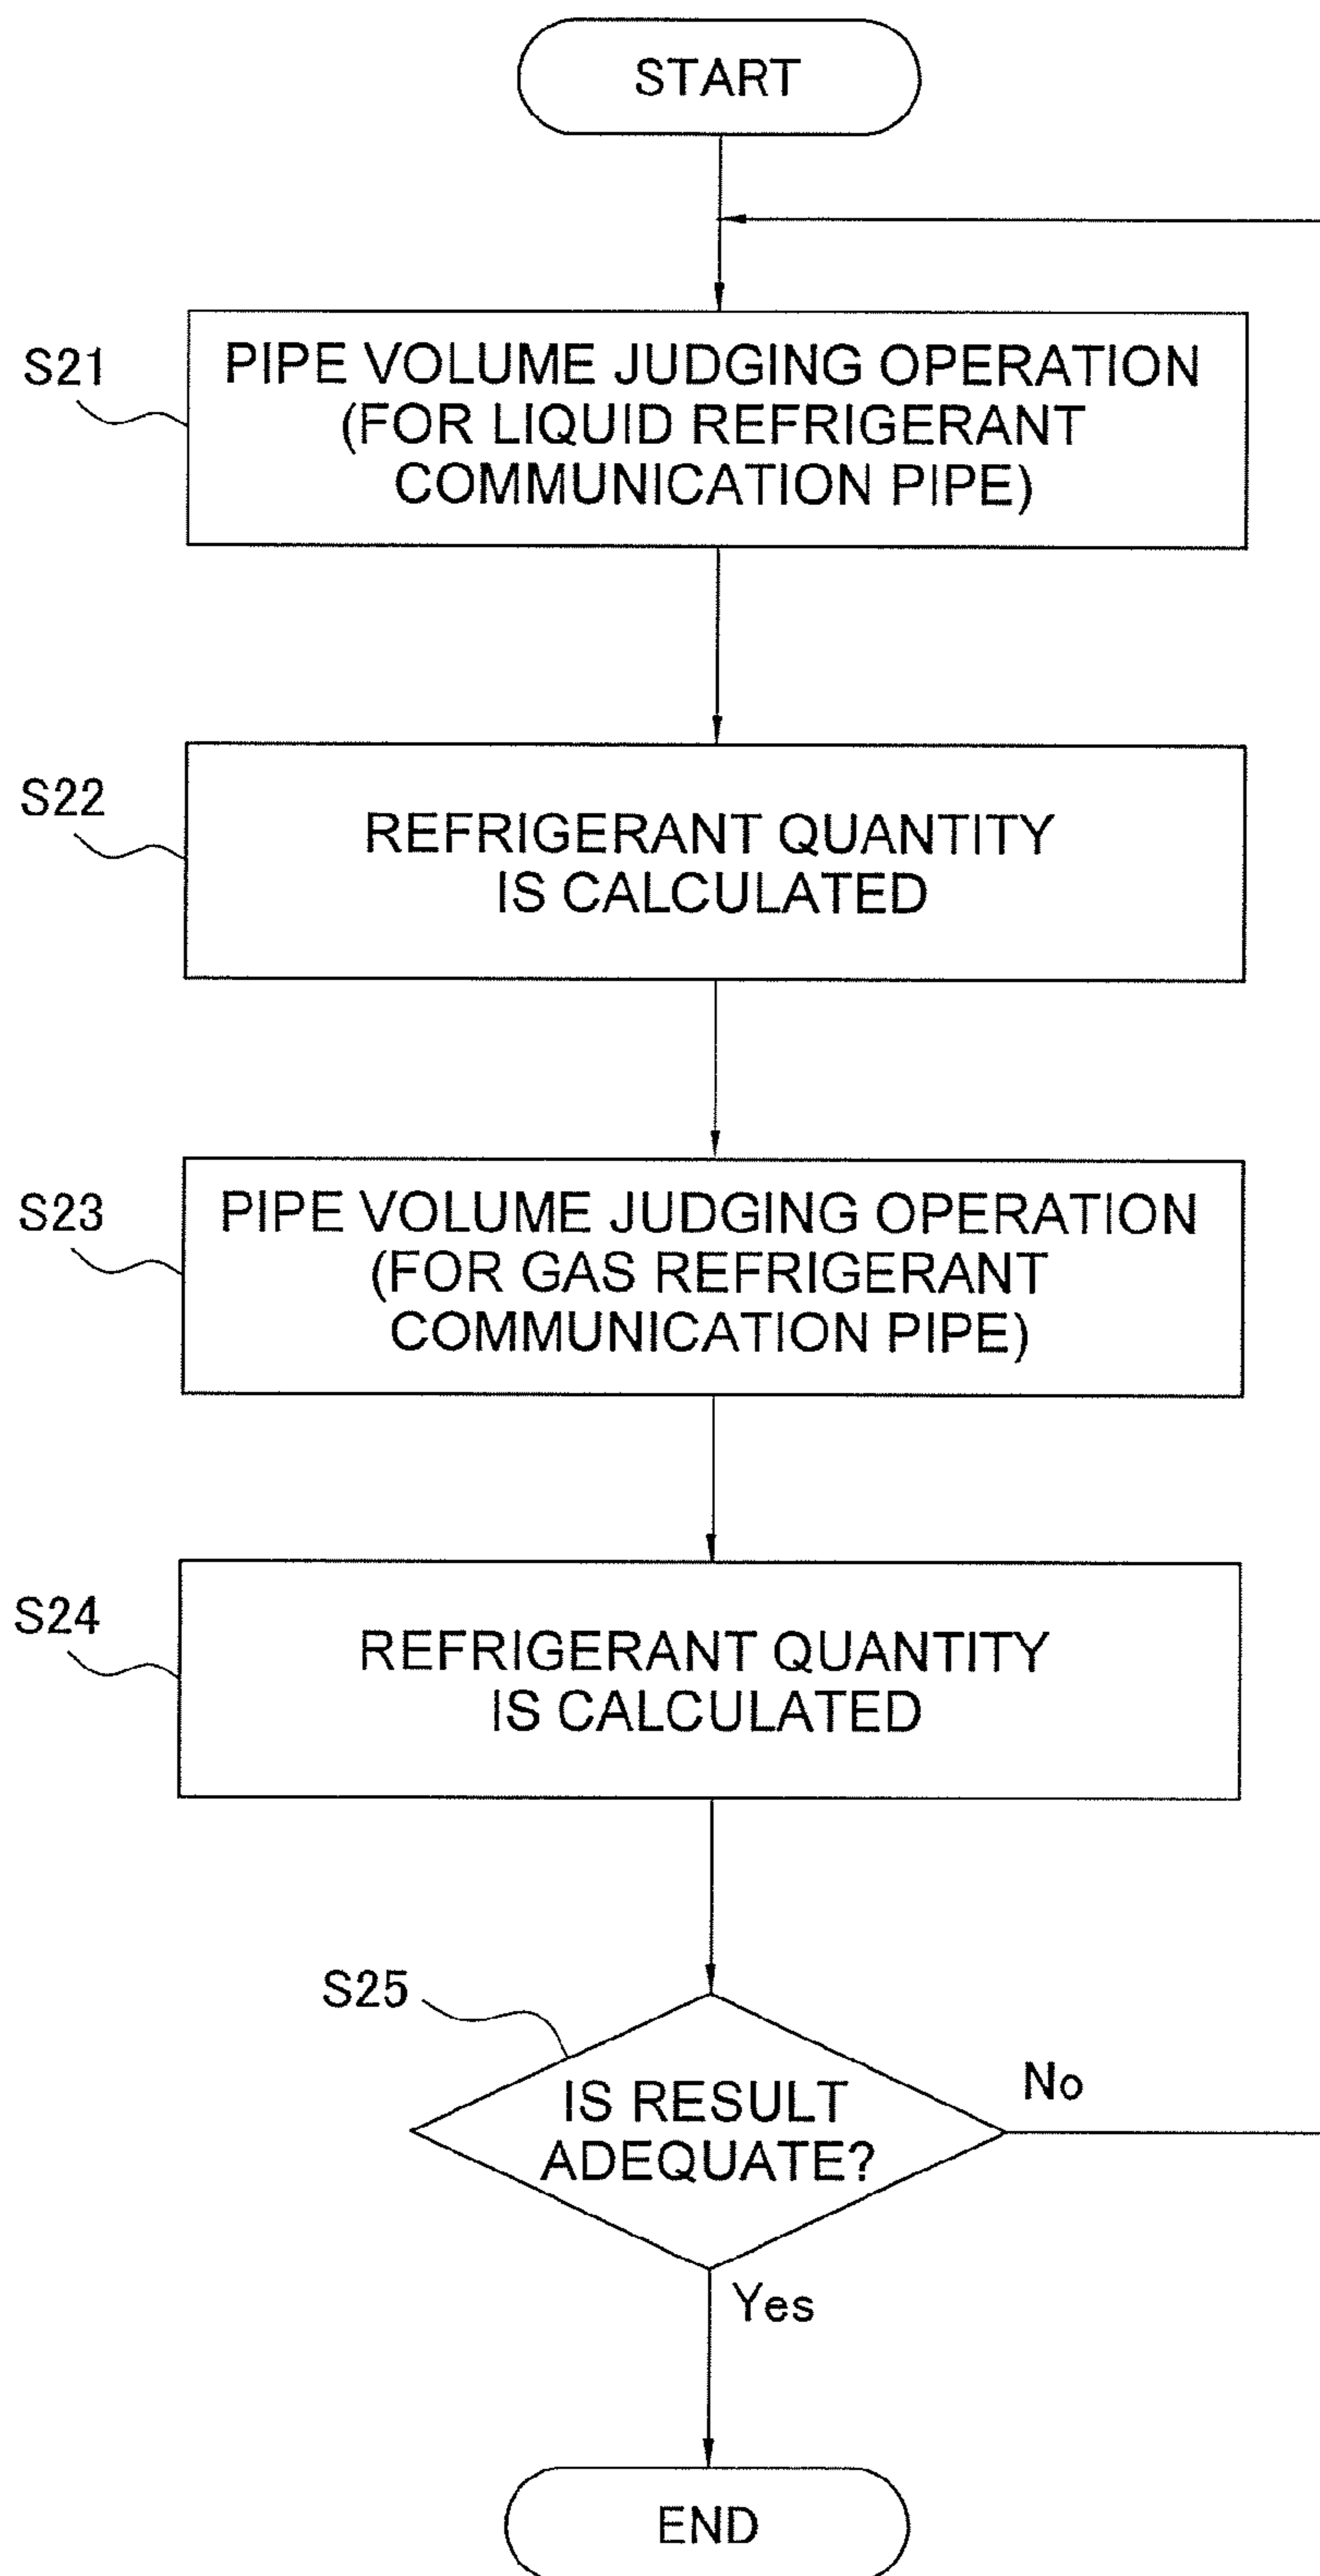 START
S21
PIPE VOLUME JUDGING OPERATION
(FOR LIQUID REFRIGERANT
COMMUNICATION PIPE)
S22
REFRIGERANT QUANTITY
IS CALCULATED
S23
PIPE VOLUME JUDGING OPERATION
(FOR GAS REFRIGERANT
COMMUNICATION PIPE)
S24
REFRIGERANT QUANTITY
IS CALCULATED
S25
IS RESULT
ADEQUATE?
No
Yes
END